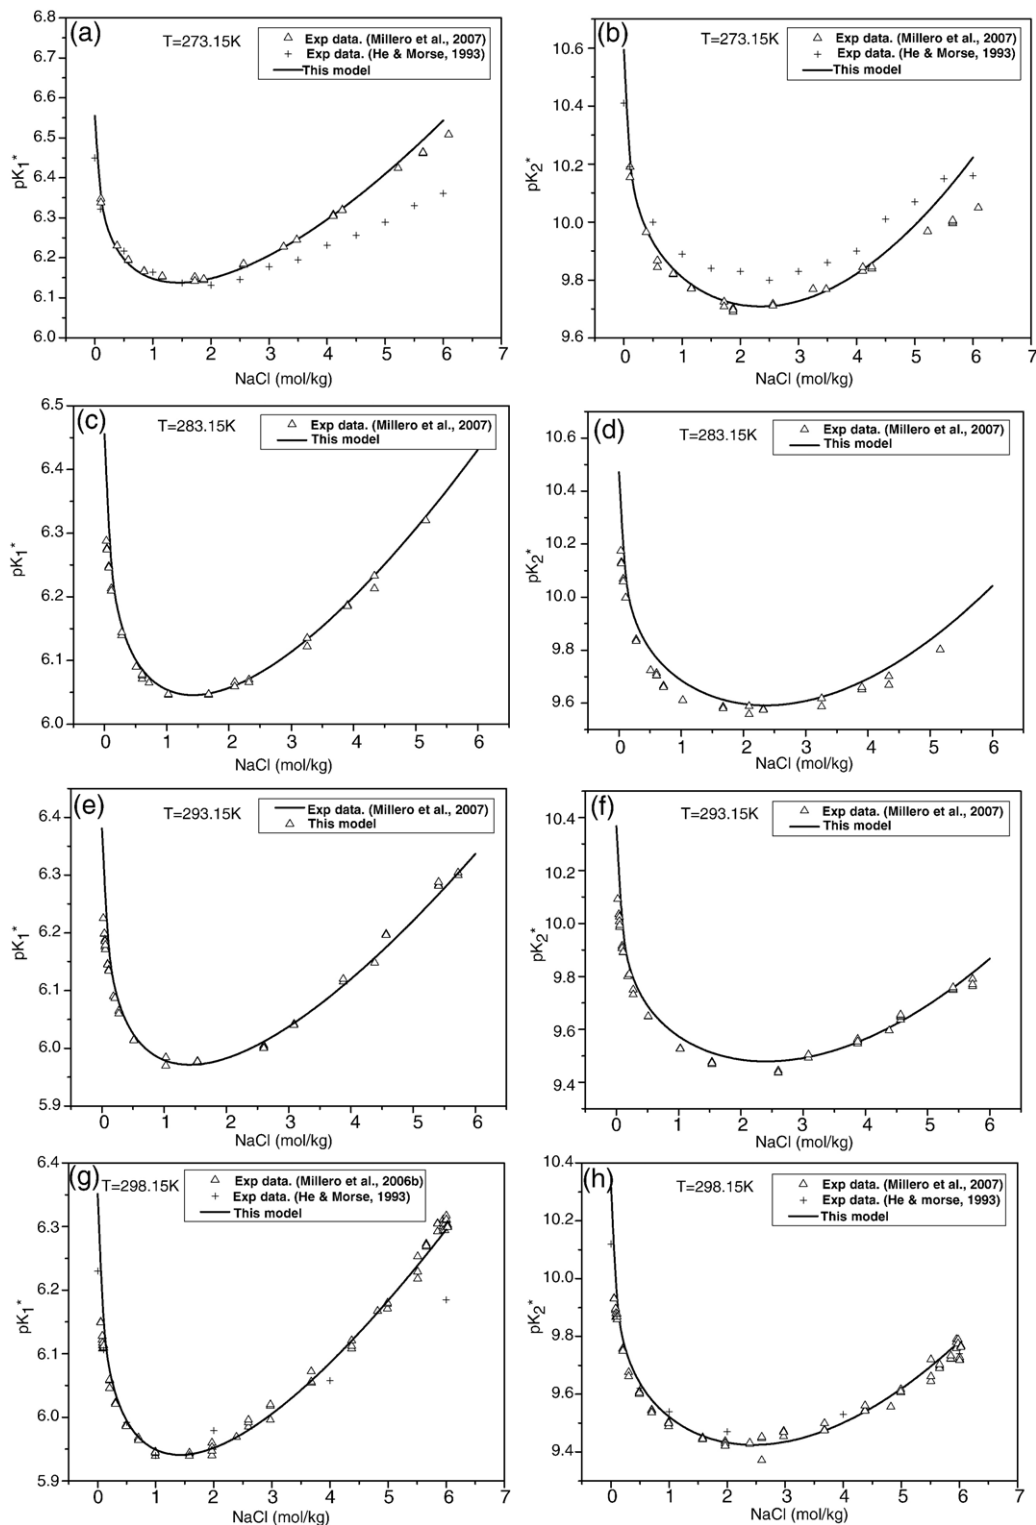 (a)
T=273.15K
Exp data. (Millero et al., 2007)
Exp data. (He & Morse, 1993)
This model
pK1*
6.8
6.7
6.6
6.5
6.4
6.3
6.2
6.1
6.0
0 1 2 3 4 5 6 7
NaCl (mol/kg)
(b)
T=273.15K
Exp data. (Millero et al., 2007)
Exp data. (He & Morse, 1993)
This model
pK2*
10.6
10.4
10.2
10.0
9.8
9.6
0 1 2 3 4 5 6 7
NaCl (mol/kg)
(c)
T=283.15K
Exp data. (Millero et al., 2007)
This model
pK1*
6.5
6.4
6.3
6.2
6.1
6.0
0 1 2 3 4 5 6
NaCl (mol/kg)
(d)
T=283.15K
Exp data. (Millero et al., 2007)
This model
pK2*
10.6
10.4
10.2
10.0
9.8
9.6
0 1 2 3 4 5 6
NaCl (mol/kg)
(e)
T=293.15K
Exp data. (Millero et al., 2007)
This model
pK1*
6.4
6.3
6.2
6.1
6.0
5.9
0 1 2 3 4 5 6
NaCl (mol/kg)
(f)
T=293.15K
Exp data. (Millero et al., 2007)
This model
pK2*
10.4
10.2
10.0
9.8
9.6
9.4
0 1 2 3 4 5 6
NaCl (mol/kg)
(g)
T=298.15K
Exp data. (Millero et al., 2006b)
Exp data. (He & Morse, 1993)
This model
pK1*
6.4
6.3
6.2
6.1
6.0
5.9
0 1 2 3 4 5 6 7
NaCl (mol/kg)
(h)
T=298.15K
Exp data. (Millero et al., 2007)
Exp data. (He & morse, 1993)
This model
pK2*
10.4
10.2
10.0
9.8
9.6
9.4
0 1 2 3 4 5 6 7
NaCl (mol/kg)